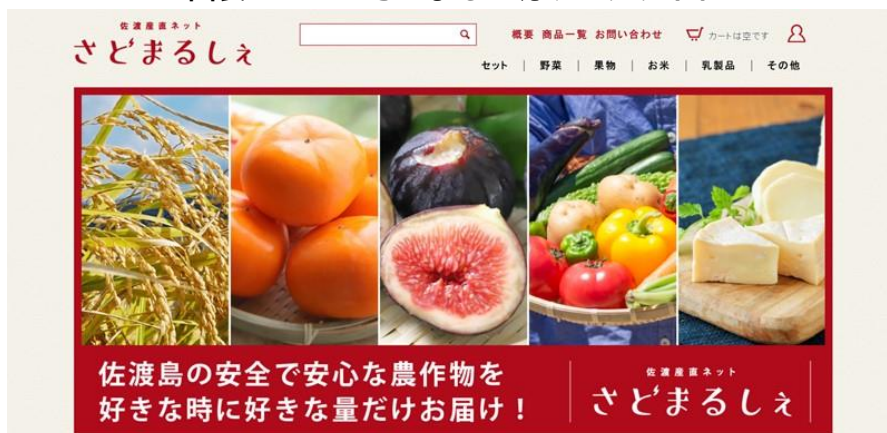 佐渡産直ネット
さどまるしぇ
概要 商品一覧 お問い合わせ カートは空です
セット | 野菜 | 果物 | お米 | 乳製品 | その他
佐渡島の安全で安心な農作物を
好きな時に好きな量だけお届け!
佐渡産直ネット
さどまるしぇ